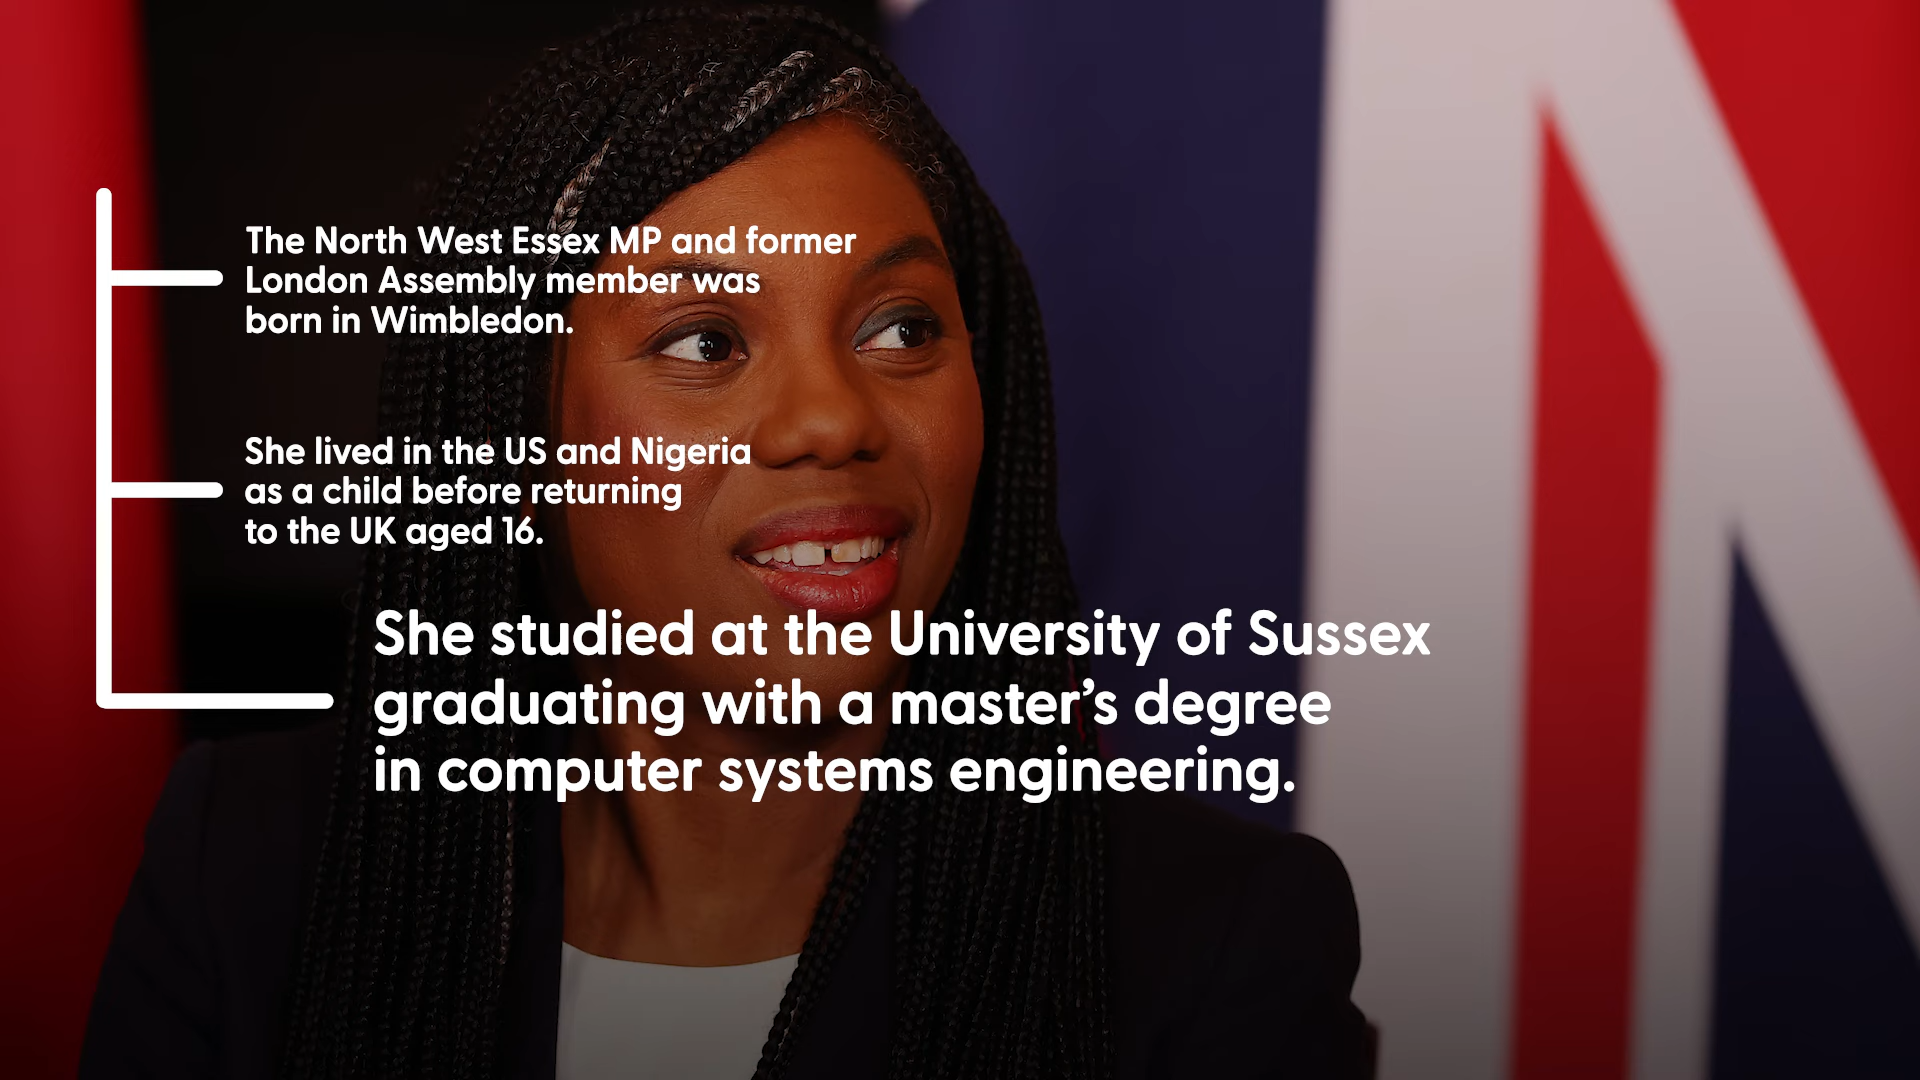 The North West Essex MP and former
London Assembly member was
born in Wimbledon.
She lived in the US and Nigeria
as a child before returning
to the UK aged 16.
She studied at the University of Sussex
graduating with a master’s degree
in computer systems engineering.